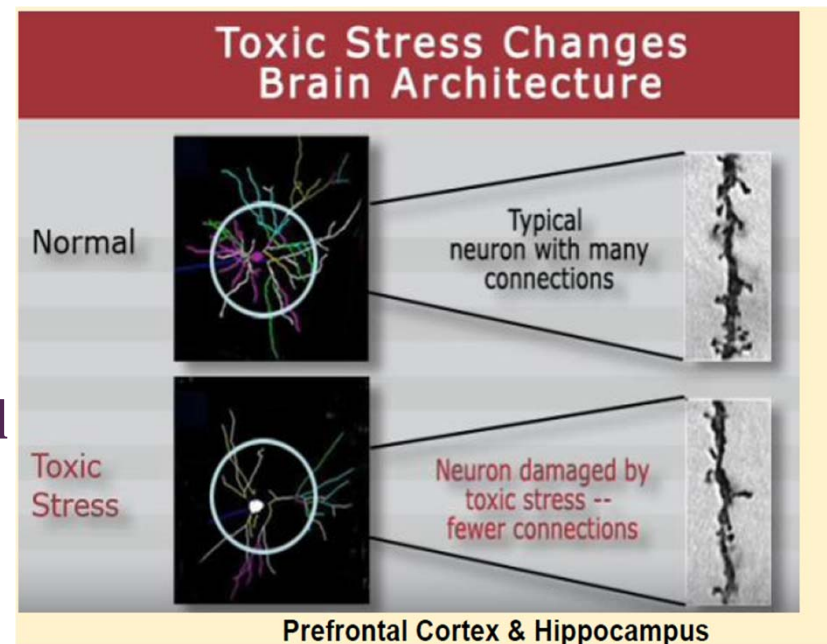 Toxic Stress Changes
Brain Architecture
Normal
Typical
neuron with many
connections
Toxic
Stress
Neuron damaged by
toxic stress --
fewer connections
Prefrontal Cortex & Hippocampus